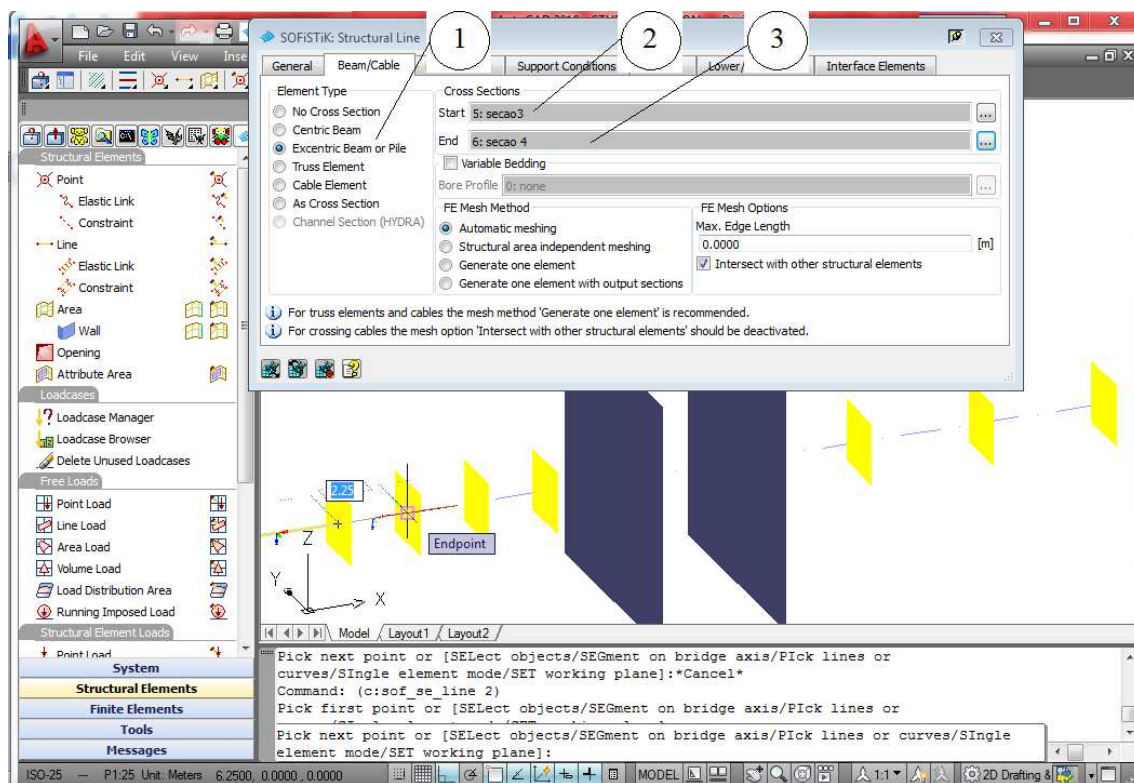 1
2
3
SOFiSTiK: Structural Line
File Edit View Inse
General
Beam/Cable
Support Conditions
Lower/
Interface Elements
Element Type
No Cross Section
Centric Beam
Excentric Beam or Pile
Truss Element
Cable Element
As Cross Section
Channel Section (HYDRA)
Cross Sections
Start 5: secao3 ...
End 6: secao 4 ...
Variable Bedding
Bore Profile 0: none ...
FE Mesh Method
Automatic meshing
Structural area independent meshing
Generate one element
Generate one element with output sections
FE Mesh Options
Max. Edge Length
0.0000 [m]
Intersect with other structural elements
For truss elements and cables the mesh method 'Generate one element' is recommended.
For crossing cables the mesh option 'Intersect with other structural elements' should be deactivated.
Structural Elements
Point
Elastic Link
Constraint
Line
Elastic Link
Constraint
Area
Wall
Opening
Attribute Area
Loadcases
Loadcase Manager
Loadcase Browser
Delete Unused Loadcases
Free Loads
Point Load
Line Load
Area Load
Volume Load
Load Distribution Area
Running Imposed Load
Structural Element Loads
Point Load
System
Structural Elements
Finite Elements
Tools
Messages
2.25
Endpoint
Z
Y
X
Model Layout1 Layout2
Pick next point or [SELect objects/SEGment on bridge axis/PIck lines or
curves/SIngle element mode/SET working plane]:*Cancel*
Command: (c:sof_se_line 2)
Pick first point or [SELect objects/SEGment on bridge axis/PIck lines or
Pick next point or [SELect objects/SEGment on bridge axis/PIck lines or curves/SIngle
element mode/SET working plane]:
ISO-25 — P1:25 Unit: Meters 6.2500, 0.0000, 0.0000 MODEL 1:1 2D Drafting &